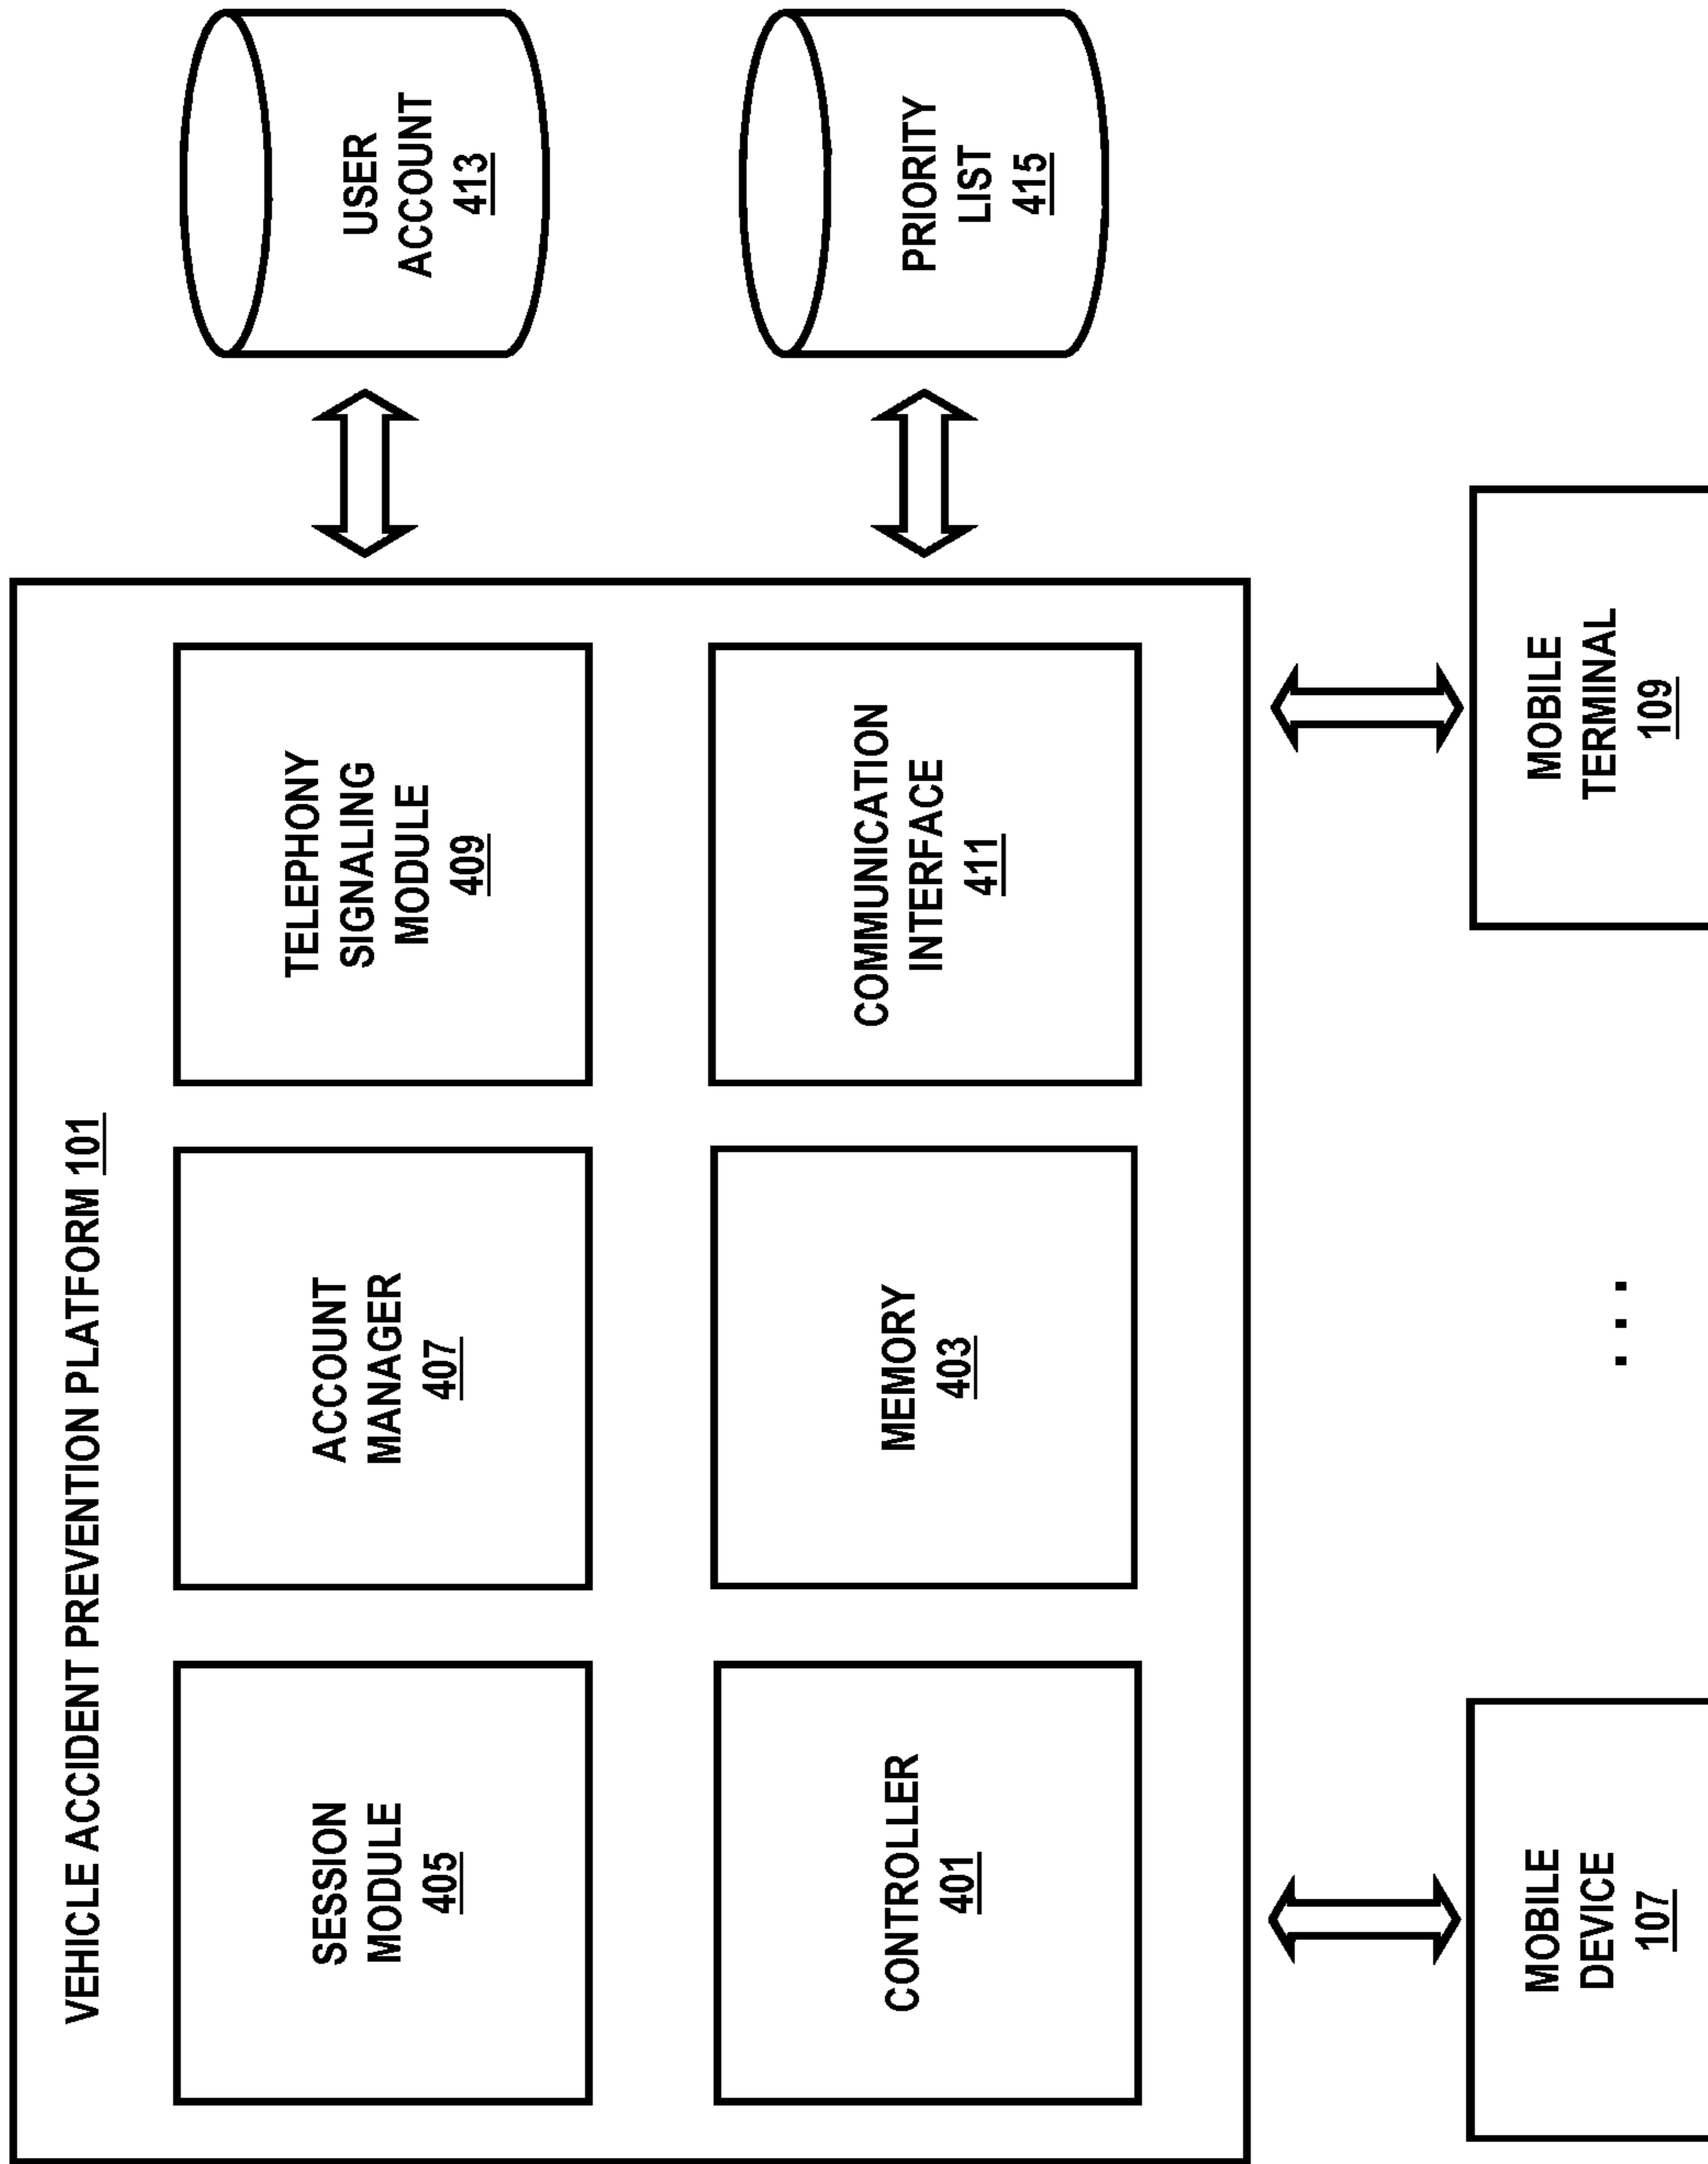 VEHICLE ACCIDENT PREVENTION PLATFORM 101
SESSION
MODULE
405
ACCOUNT
MANAGER
407
TELEPHONY
SIGNALING
MODULE
409
CONTROLLER
401
MEMORY
403
COMMUNICATION
INTERFACE
411
USER
ACCOUNT
413
PRIORITY
LIST
415
MOBILE
DEVICE
107
. . .
MOBILE
TERMINAL
109